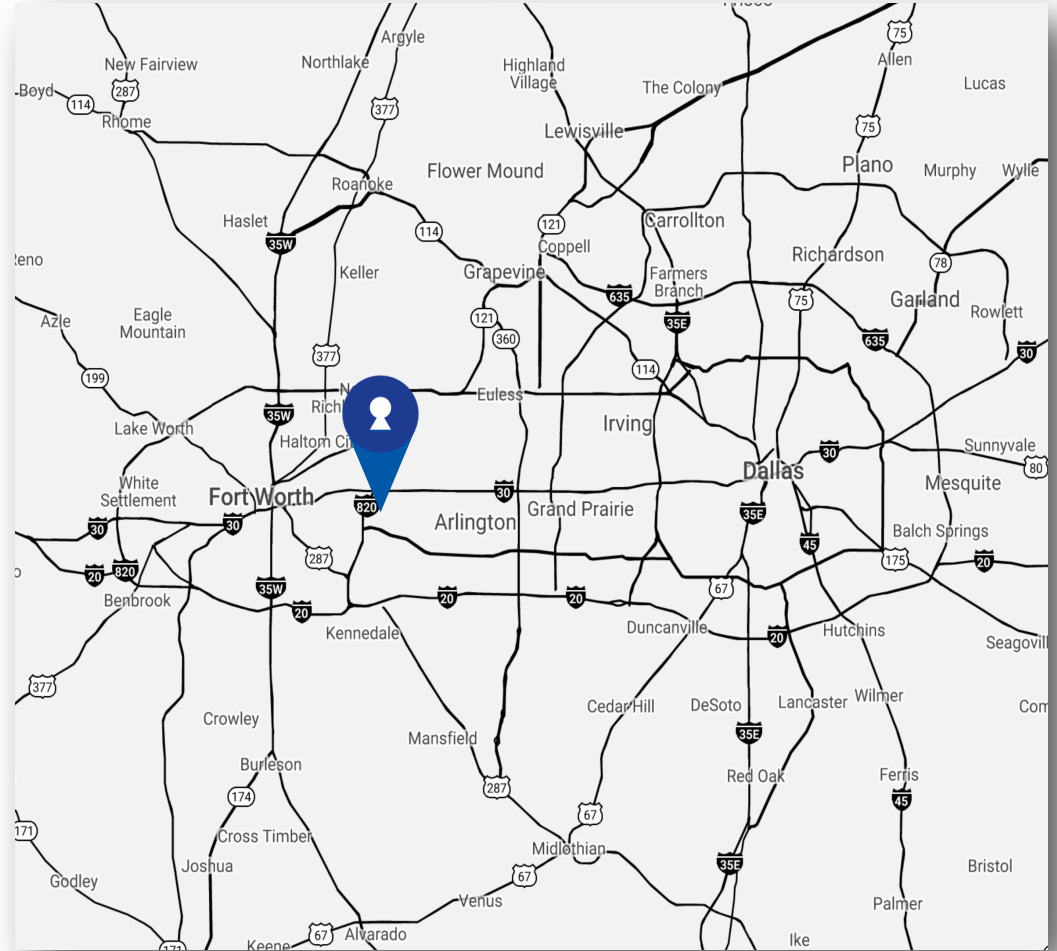 Argyle
75
New Fairview
Northlake
Highland
Village
Allen
287
The Colony
Lucas
Boyd
114
377
Rhome
Lewisville
75
Flower Mound
Plano
Murphy
Wylie
Roanoke
Haslet
121
Carrollton
114
35W
Coppell
Richardson
78
Keller
Grapevine
Farmers
Branch
635
75
Garland
Rowlett
Eagle
Mountain
Azle
121
35E
360
635
30
377
114
199
Euless
35W
Lake Worth
Haltom
Irving
30
Sunnyvale
80
White
Settlement
Fort Worth
Dallas
Mesquite
30
820
Arlington
Grand Prairie
35E
30
30
Balch Springs
45
287
175
20
20
820
35W
67
Benbrook
20
20
20
Kennedale
Duncanville
20
Hutchins
377
Cedar Hill
DeSoto
Lancaster
Wilmer
Crowley
Mansfield
35E
Burleson
Red Oak
Ferris
174
287
45
171
67
Cross Timber
Midlothian
Joshua
35E
Bristol
Godley
67
Venus
Palmer
67
Alvarado
Ike
Keene
171